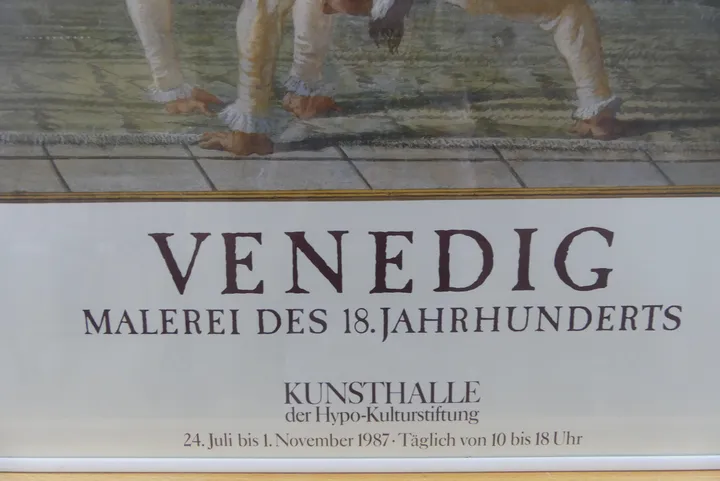 VENEDIG
MALEREI DES 18. JAHRHUNDERTS
KUNSTHALLE
der Hypo-Kulturstiftung
24. Juli bis 1. November 1987 · Täglich von 10 bis 18 Uhr